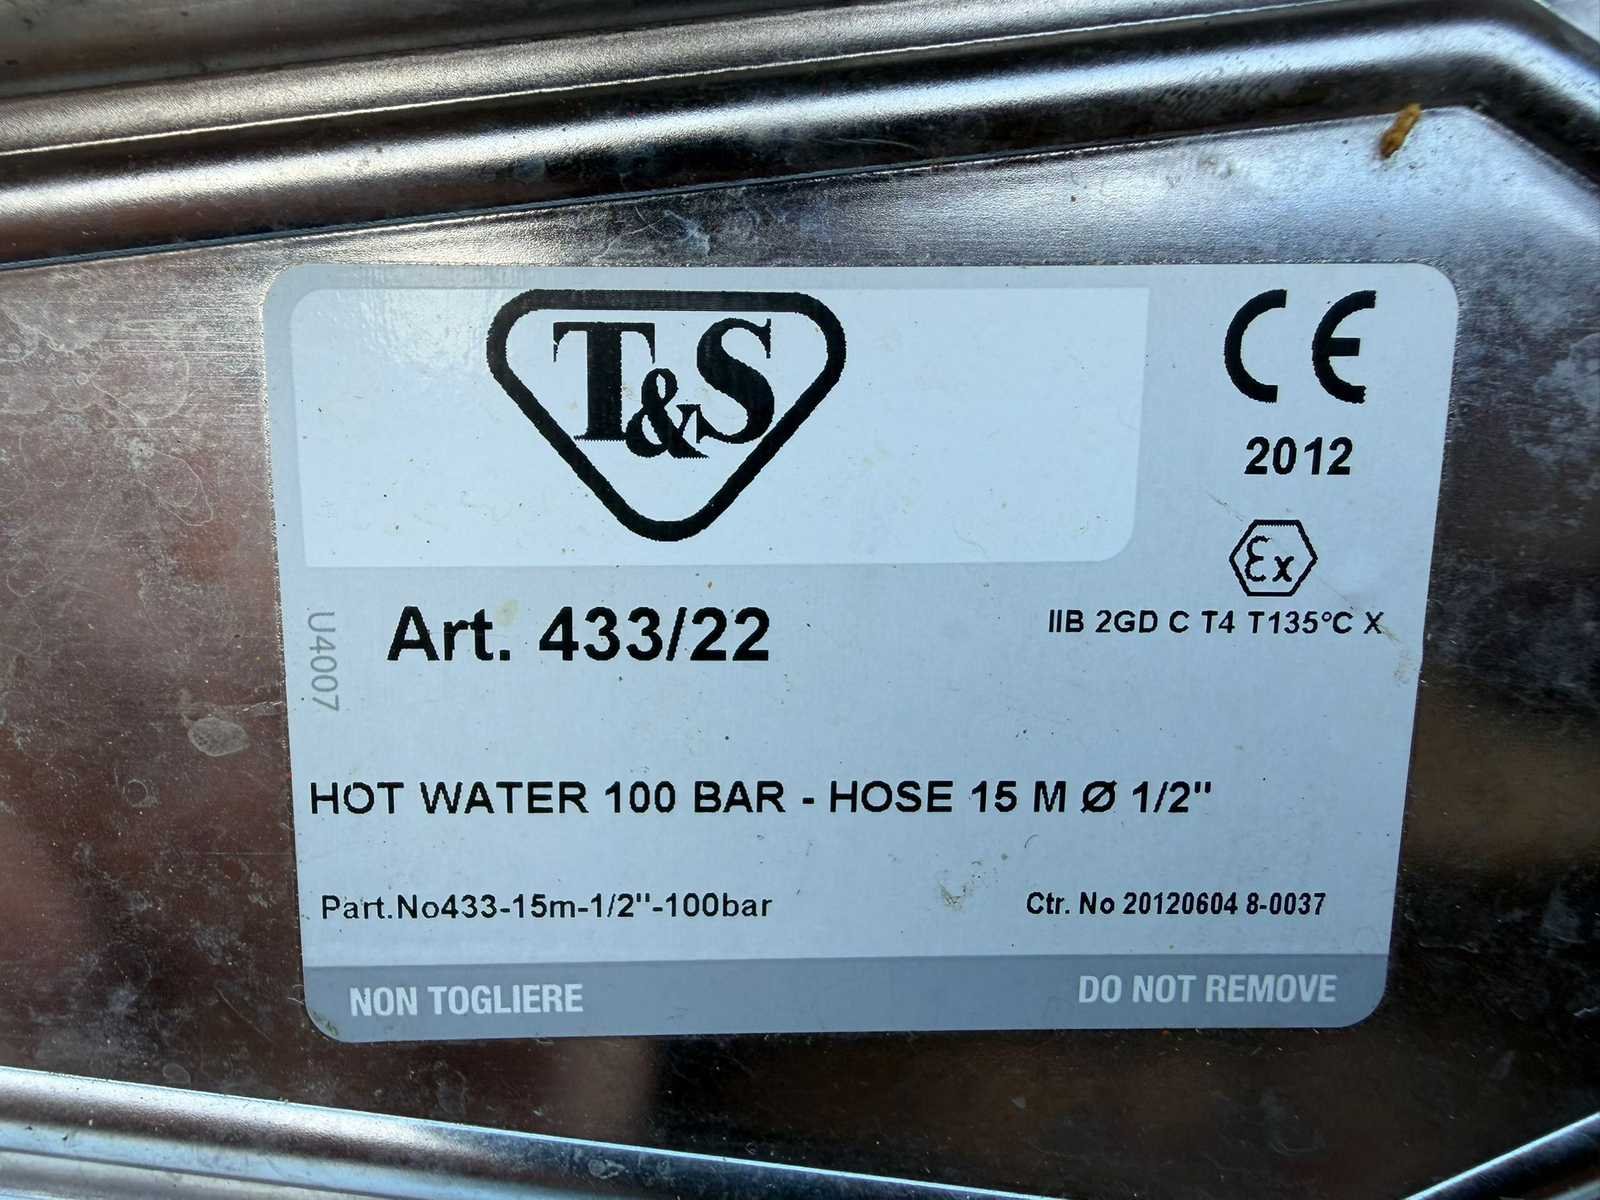 T&S
CE
2012
Ex
IIB 2GD C T4 T135°C X
Art. 433/22
U4007
HOT WATER 100 BAR - HOSE 15 M Ø 1/2"
Part.No433-15m-1/2"-100bar
Ctr. No 20120604 8-0037
NON TOGLIERE
DO NOT REMOVE